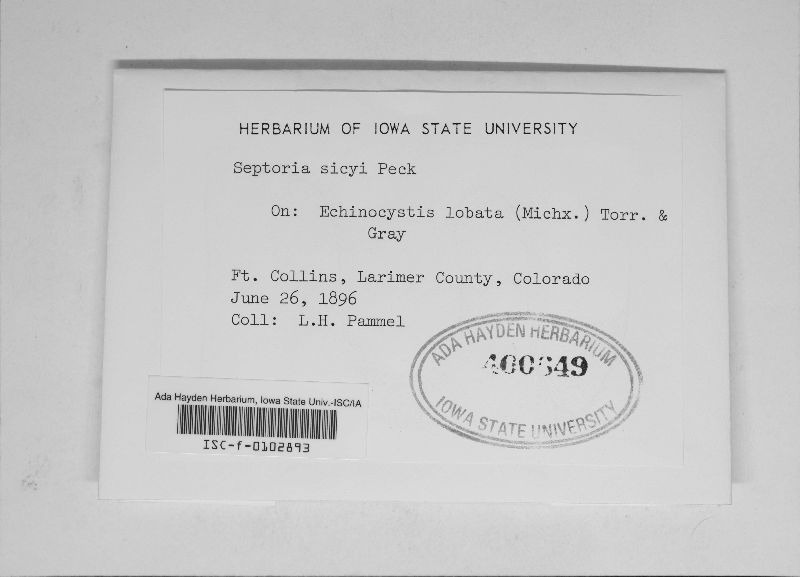 HERBARIUM OF IOWA STATE UNIVERSITY
Septoria sicyi Peck
On: Echinocystis lobata (Michx.) Torr. &
Gray
Ft. Collins, Larimer County, Colorado
June 26, 1896
Coll: L.H. Pammel
ADA HAYDEN HERBARIUM
IOWA STATE UNIVERSITY
Ada Hayden Herbarium, Iowa State Univ.-ISC/IA
ISC-f-0102893